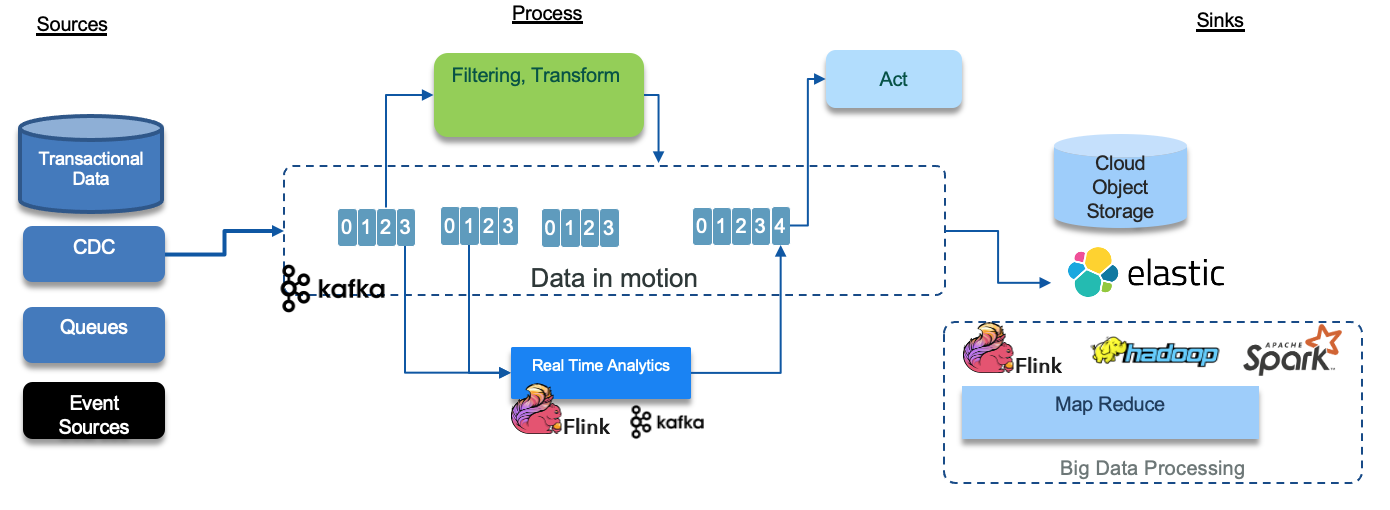 Sources
Process
Sinks
Filtering, Transform
Act
Transactional
Data
Cloud
Object
Storage
CDC
0 1 2 3
0 1 2 3
0 1 2 3
0 1 2 3 4
Data in motion
kafka
elastic
Queues
Real Time Analytics
Flink
kafka
Event
Sources
Flink
hadoop
APACHE
Spark™
Map Reduce
Big Data Processing